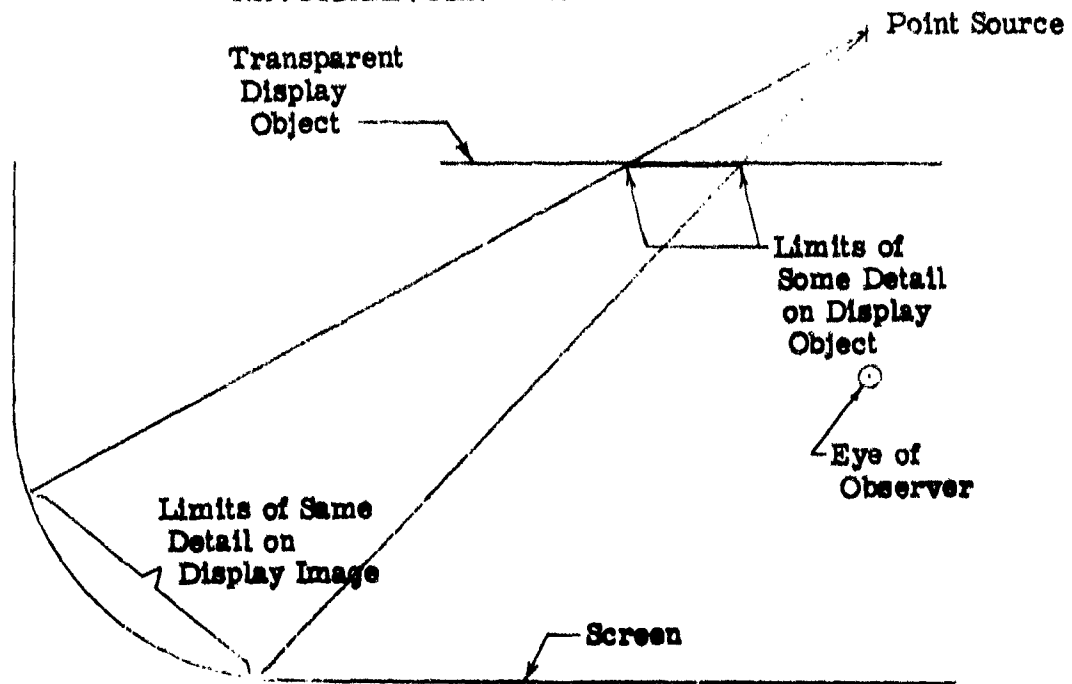 Point Source
Transparent
Display
Object
Limits of
Some Detail
on Display
Object
Eye of
Observer
Limits of Same
Detail on
Display Image
Screen